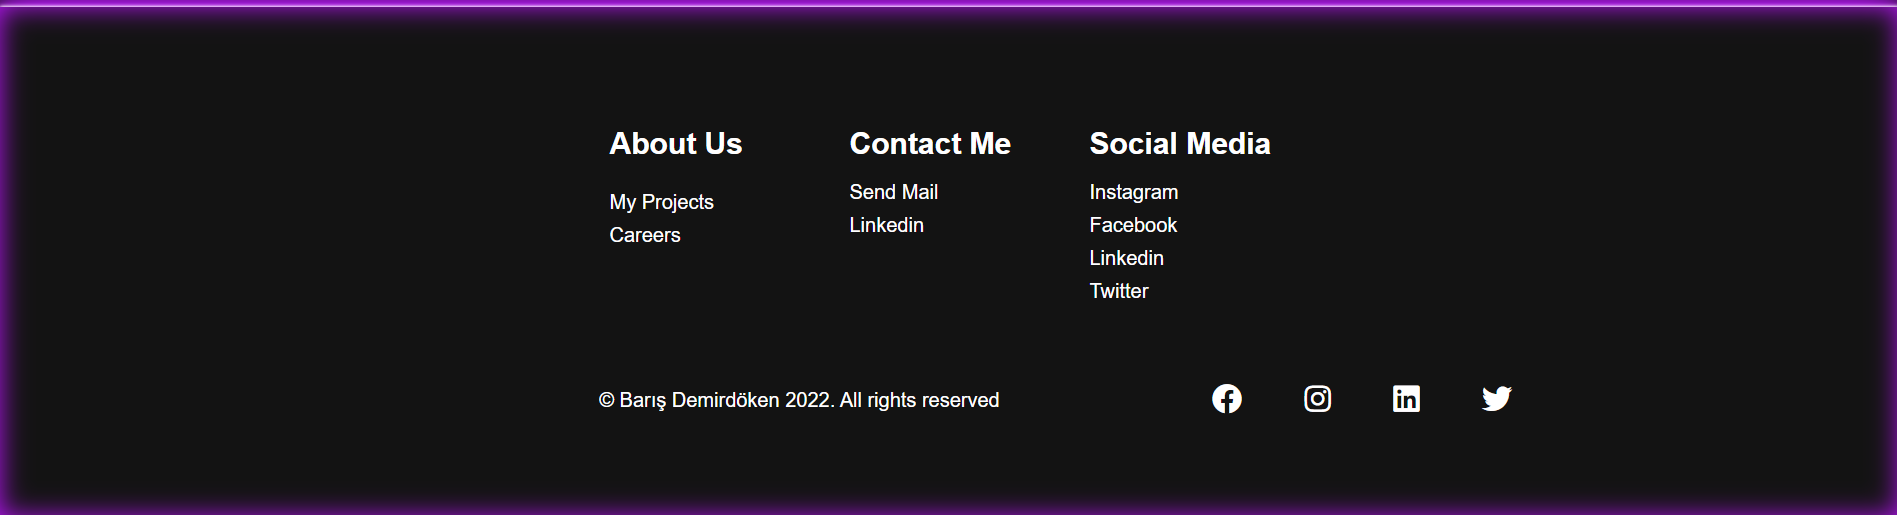 About Us
My Projects
Careers
Contact Me
Send Mail
Linkedin
Social Media
Instagram
Facebook
Linkedin
Twitter
© Barış Demirdöken 2022. All rights reserved